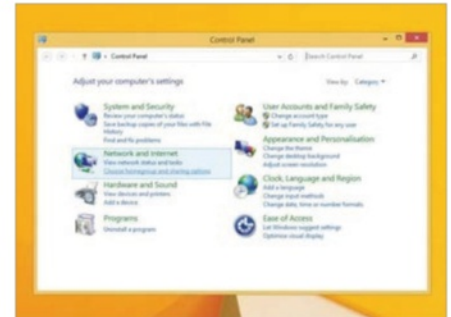 Control Panel
Control Panel
Search Control Panel
Adjust your computer's settings
View by: Category
System and Security
Review your computer's status
Save backup copies of your files with File
History
Find and fix problems
Network and Internet
View network status and tasks
Choose homegroup and sharing options
Hardware and Sound
View devices and printers
Add a device
Programs
Uninstall a program
User Accounts and Family Safety
Change account type
Set up Family Safety for any user
Appearance and Personalisation
Change the theme
Change desktop background
Adjust screen resolution
Clock, Language and Region
Add a language
Change input methods
Change date, time or number formats
Ease of Access
Let Windows suggest settings
Optimise visual display